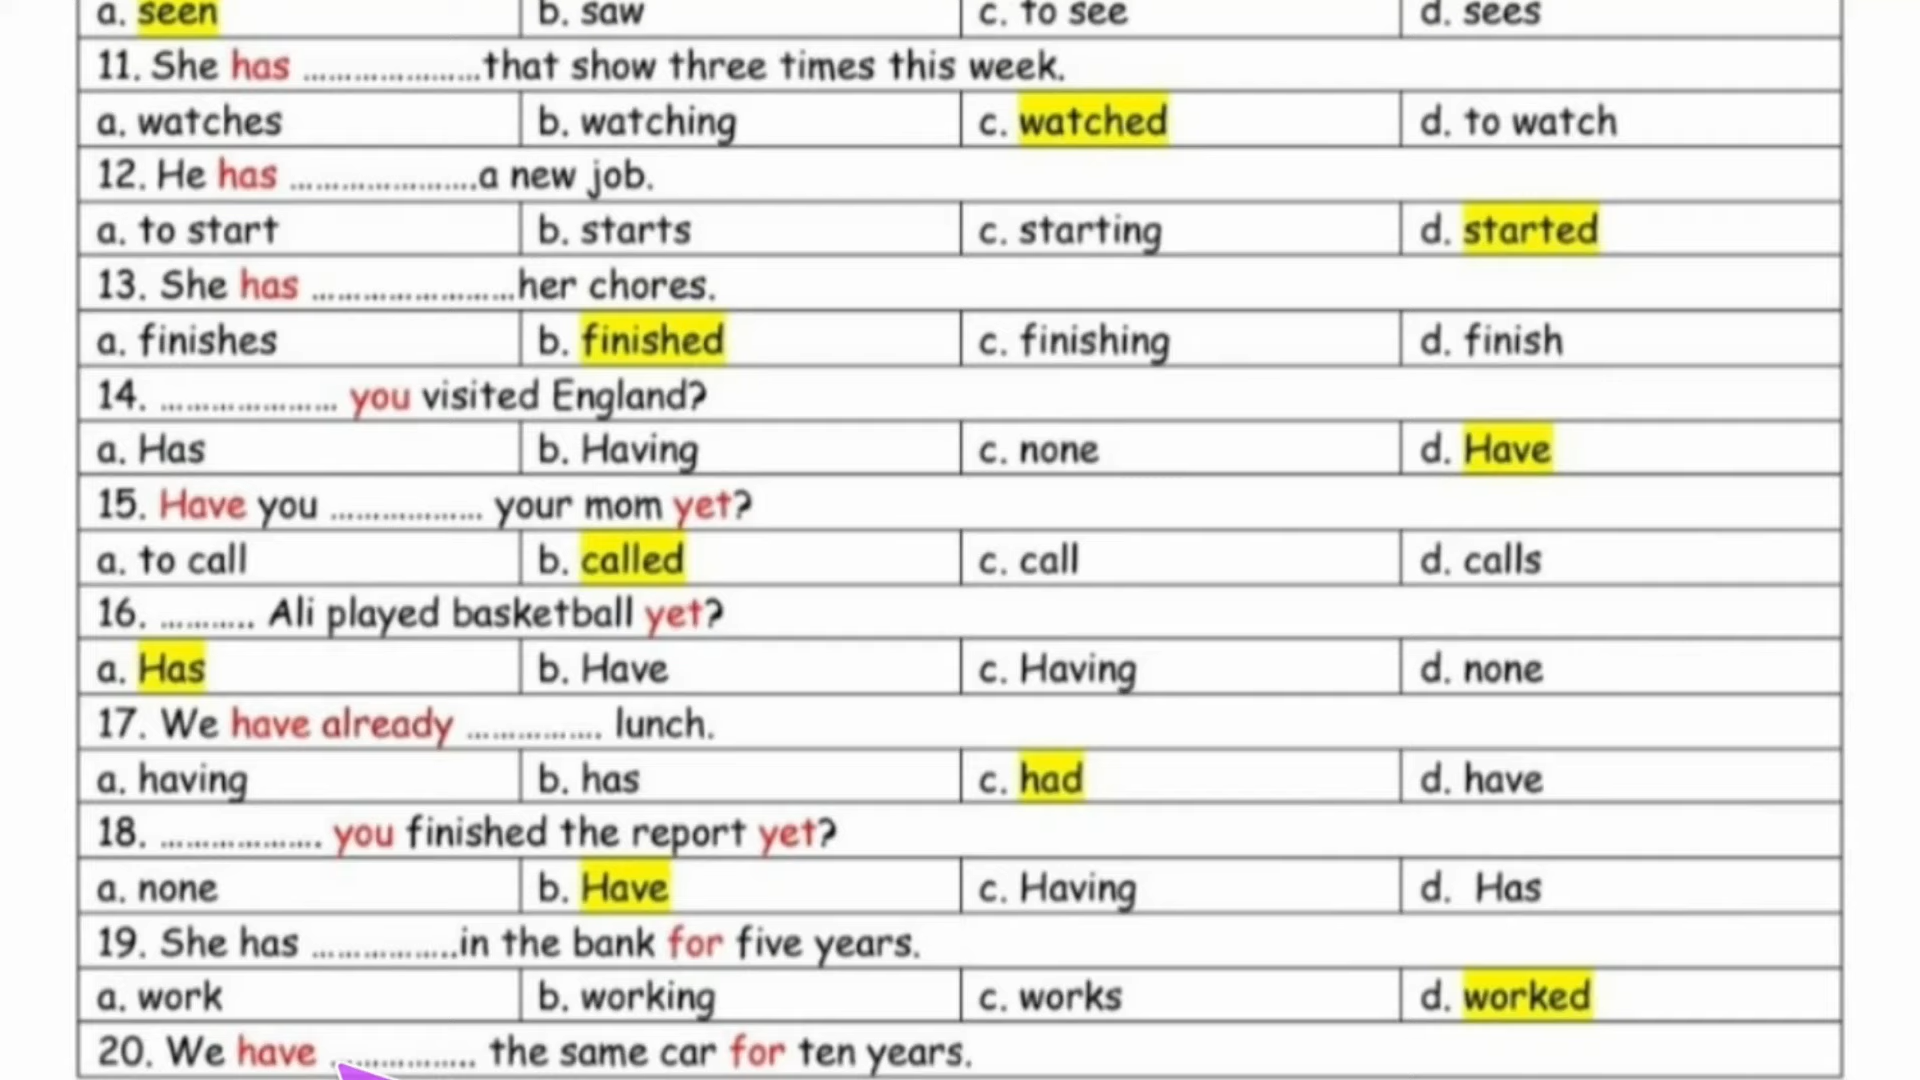 a. seen b. saw c. to see d. sees
11. She has .....................that show three times this week.
a. watches b. watching c. watched d. to watch
12. He has ......................a new job.
a. to start b. starts c. starting d. started
13. She has ........................her chores.
a. finishes b. finished c. finishing d. finish
14. ..................... you visited England?
a. Has b. Having c. none d. Have
15. Have you .................. your mom yet?
a. to call b. called c. call d. calls
16. ........... Ali played basketball yet?
a. Has b. Have c. Having d. none
17. We have already ................ lunch.
a. having b. has c. had d. have
18. ................... you finished the report yet?
a. none b. Have c. Having d. Has
19. She has .................in the bank for five years.
a. work b. working c. works d. worked
20. We have ................. the same car for ten years.